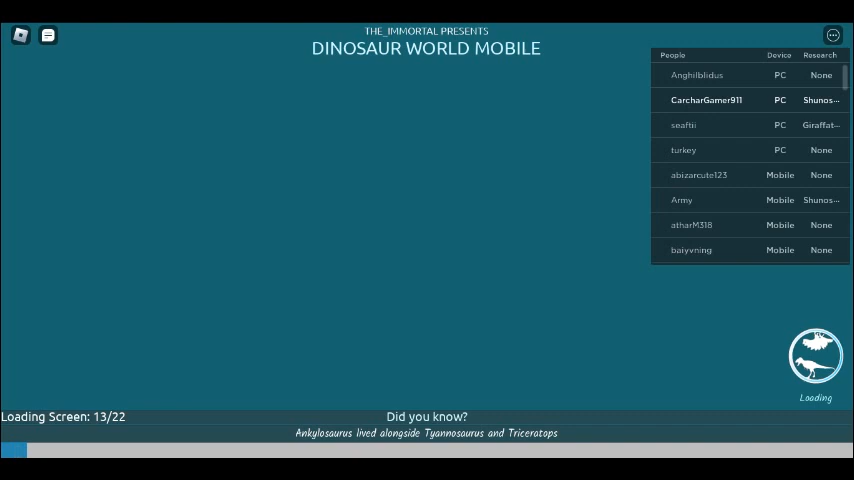 THE_IMMORTAL PRESENTS
DINOSAUR WORLD MOBILE
People Device Research
Anghilblidus PC None
CarcharGamer911 PC Shunos...
seaftii PC Giraffat...
turkey PC None
abizarcute123 Mobile None
Army Mobile Shunos...
atharM318 Mobile None
baiyvning Mobile None
Loading
Loading Screen: 13/22
Did you know?
Ankylosaurus lived alongside Tyannosaurus and Triceratops